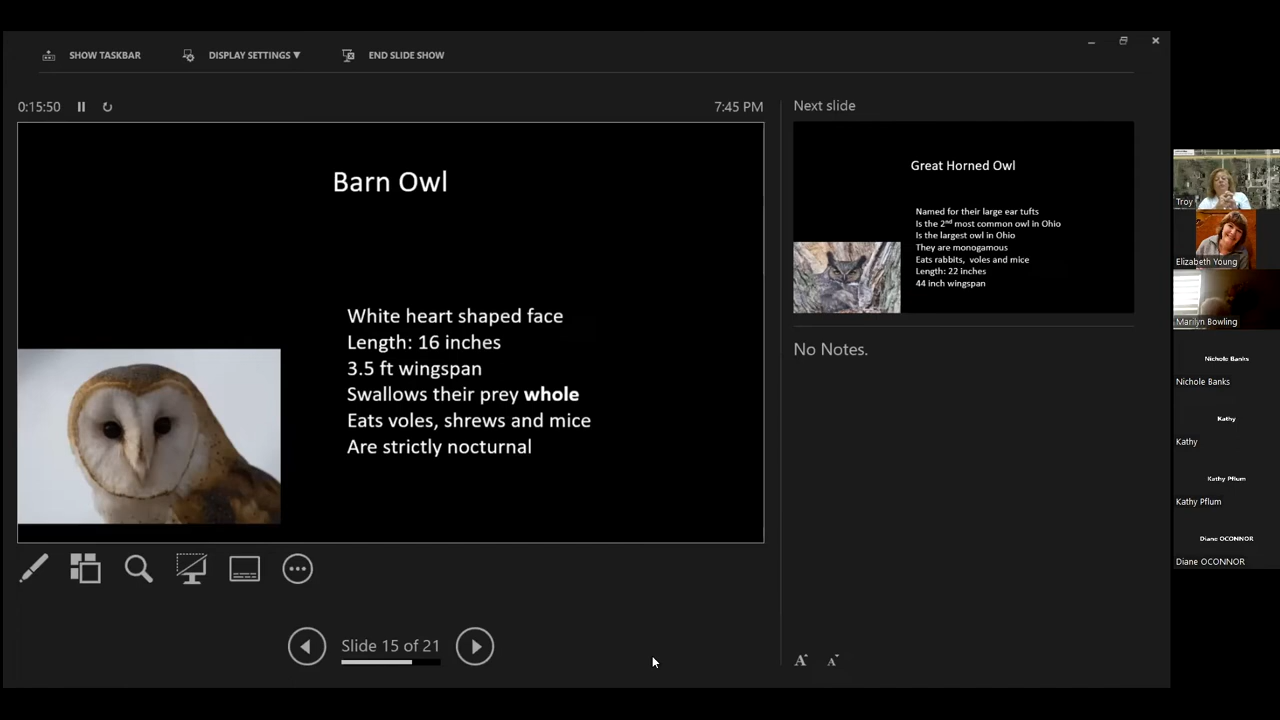 SHOW TASKBAR
DISPLAY SETTINGS ▼
END SLIDE SHOW
0:15:50
7:45 PM
Barn Owl
White heart shaped face
Length: 16 inches
3.5 ft wingspan
Swallows their prey whole
Eats voles, shrews and mice
Are strictly nocturnal
Slide 15 of 21
Next slide
Great Horned Owl
Named for their large ear tufts
Is the 2nd most common owl in Ohio
Is the largest owl in Ohio
They are monogamous
Eats rabbits, voles and mice
Length: 22 inches
44 inch wingspan
No Notes.
A A
Troy
Elizabeth Young
Marilyn Bowling
Nichole Banks
Nichole Banks
Kathy
Kathy
Kathy Pflum
Kathy Pflum
Diane OCONNOR
Diane OCONNOR